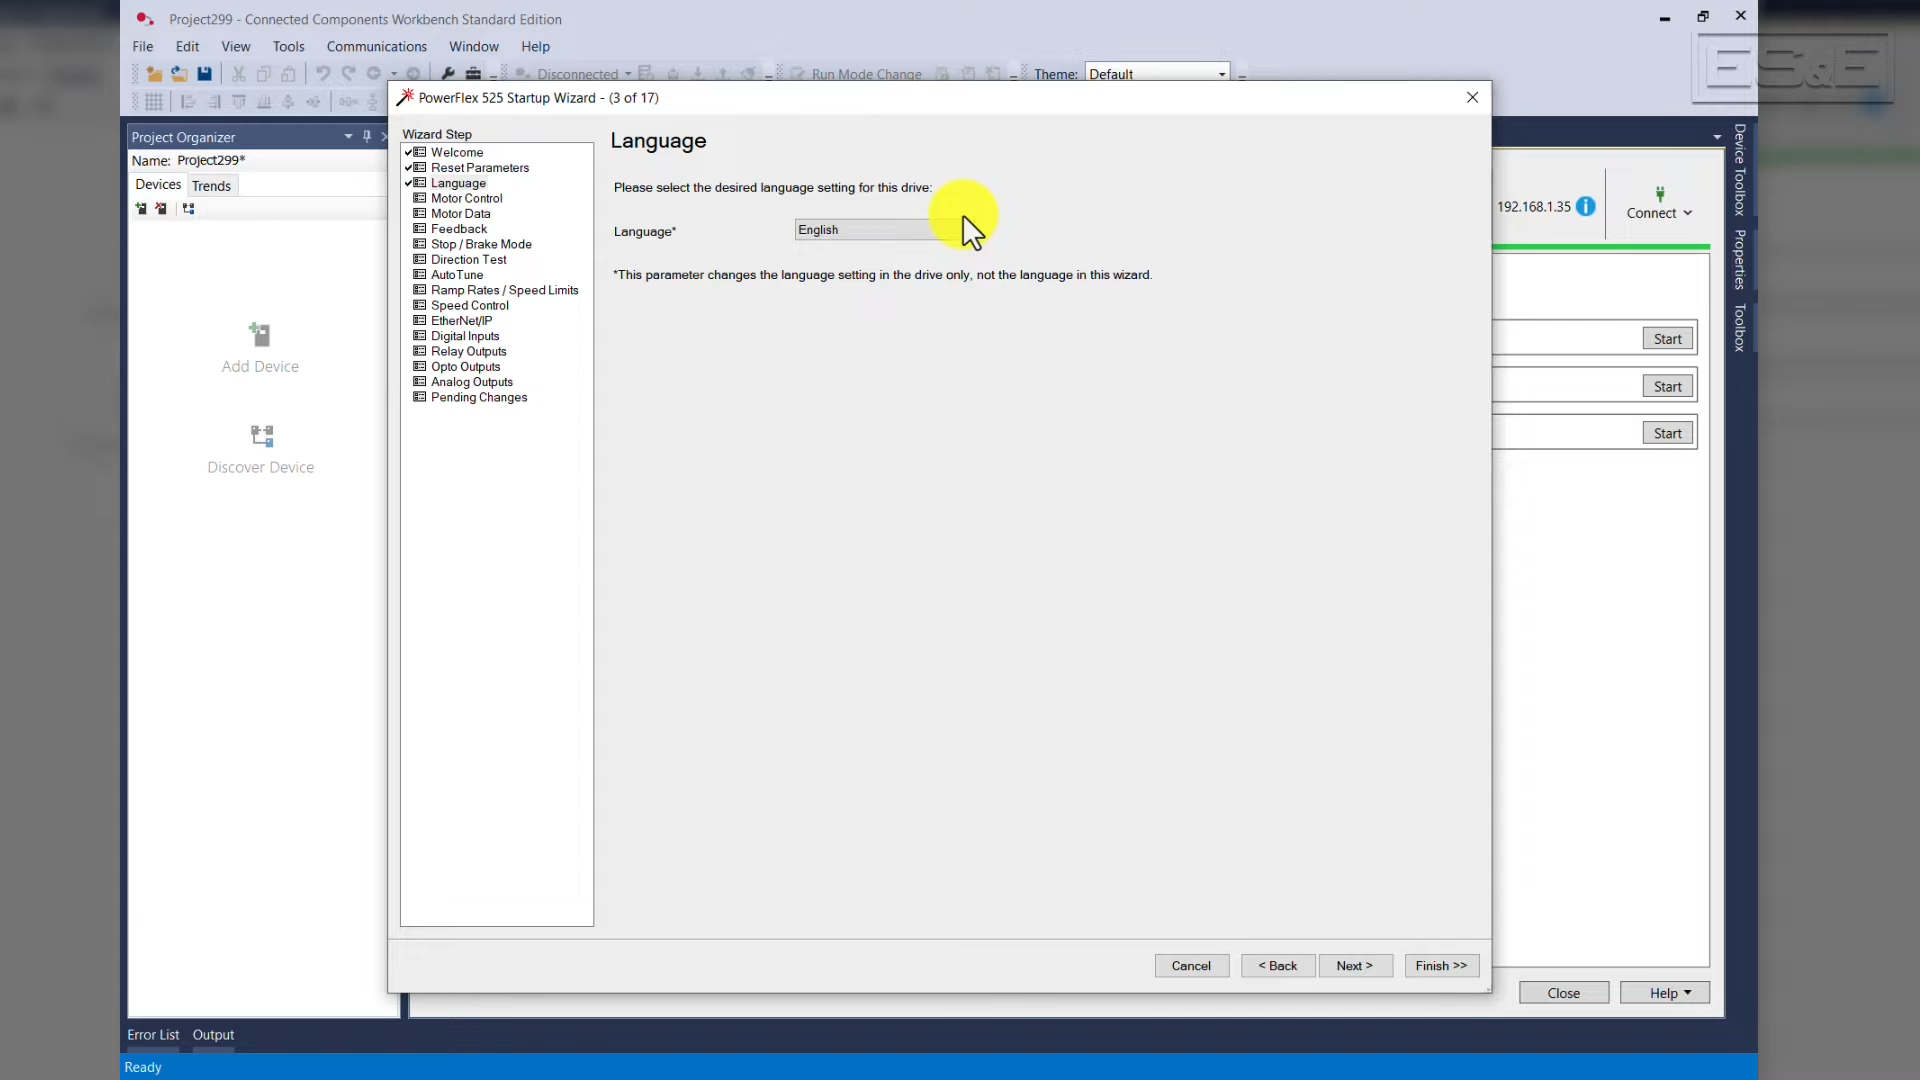 Project299 - Connected Components Workbench Standard Edition
File Edit View Tools Communications Window Help
Disconnected Run Mode Change Theme: Default
ES&E
PowerFlex 525 Startup Wizard - (3 of 17)
Project Organizer
Name: Project299*
Devices Trends
Add Device
Discover Device
Wizard Step
Welcome
Reset Parameters
Language
Motor Control
Motor Data
Feedback
Stop / Brake Mode
Direction Test
AutoTune
Ramp Rates / Speed Limits
Speed Control
EtherNet/IP
Digital Inputs
Relay Outputs
Opto Outputs
Analog Outputs
Pending Changes
Language
Please select the desired language setting for this drive:
Language* English
*This parameter changes the language setting in the drive only, not the language in this wizard.
Cancel < Back Next > Finish >>
192.168.1.35 Connect
Start
Start
Start
Close Help
Device Toolbox
Properties
Toolbox
Error List Output
Ready